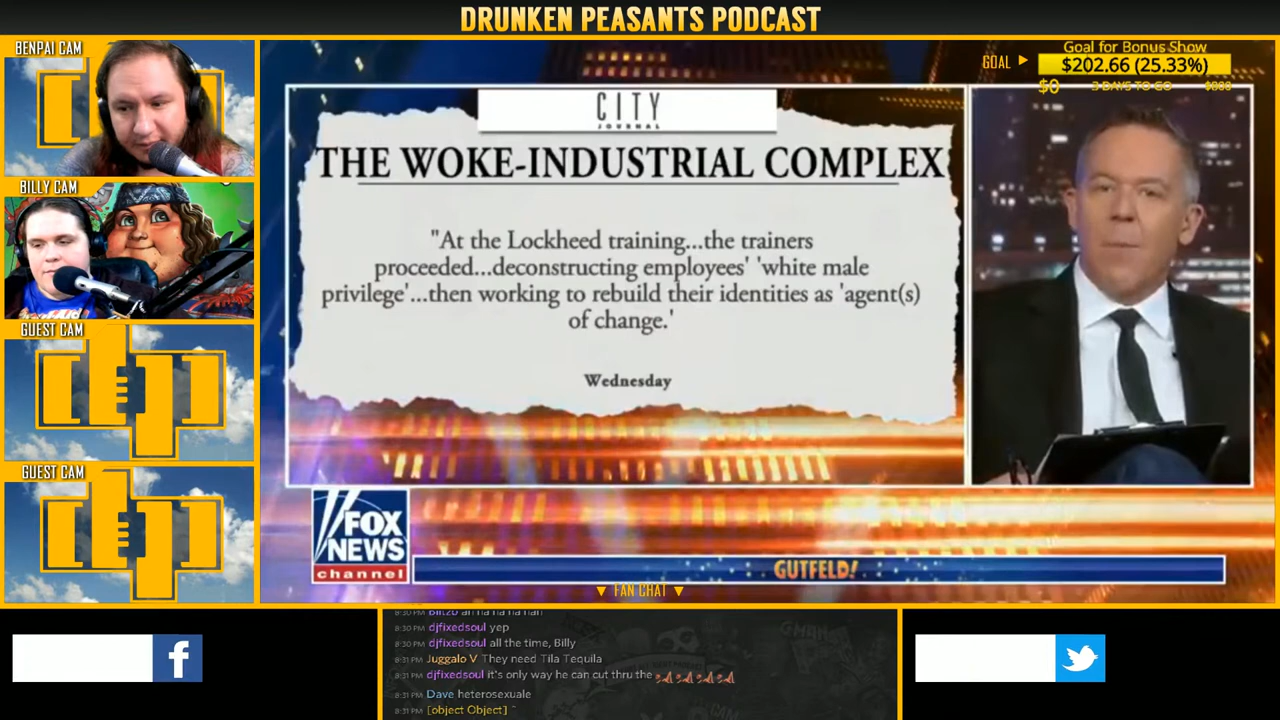 DRUNKEN PEASANTS PODCAST
BENPAI CAM
BILLY CAM
GUEST CAM
GUEST CAM
GOAL ►
Goal for Bonus Show
$202.66 (25.33%)
$0 3 DAYS TO GO $800
CITY
JOURNAL
THE WOKE-INDUSTRIAL COMPLEX
"At the Lockheed training...the trainers
proceeded...deconstructing employees' 'white male
privilege'...then working to rebuild their identities as 'agent(s)
of change.'
Wednesday
FOX
NEWS
channel
GUTFELD!
▼ FAN CHAT ▼
8:30 PM djfixedsoul yep
8:30 PM djfixedsoul all the time, Billy
8:31 PM Juggalo V They need Tila Tequila
8:31 PM djfixedsoul it's only way he can cut thru the
8:31 PM Dave heterosexuale
8:31 PM [object Object] ~
f